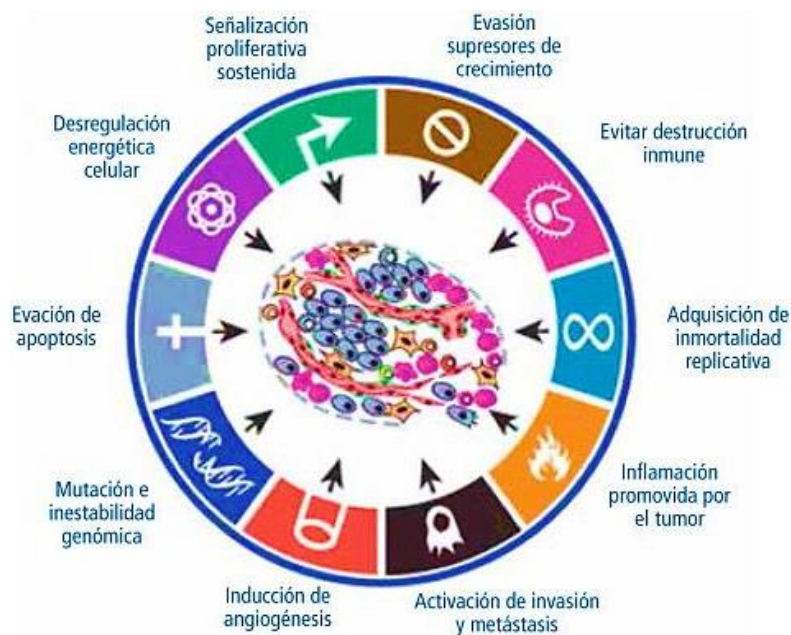 Señalización
proliferativa
sostenida
Evasión
supresores de
crecimiento
Desregulación
energética
celular
Evitar destrucción
inmune
Evación de
apoptosis
Adquisición de
inmortalidad
replicativa
Mutación e
inestabilidad
genómica
Inflamación
promovida por
el tumor
Inducción de
angiogénesis
Activación de invasión
y metástasis